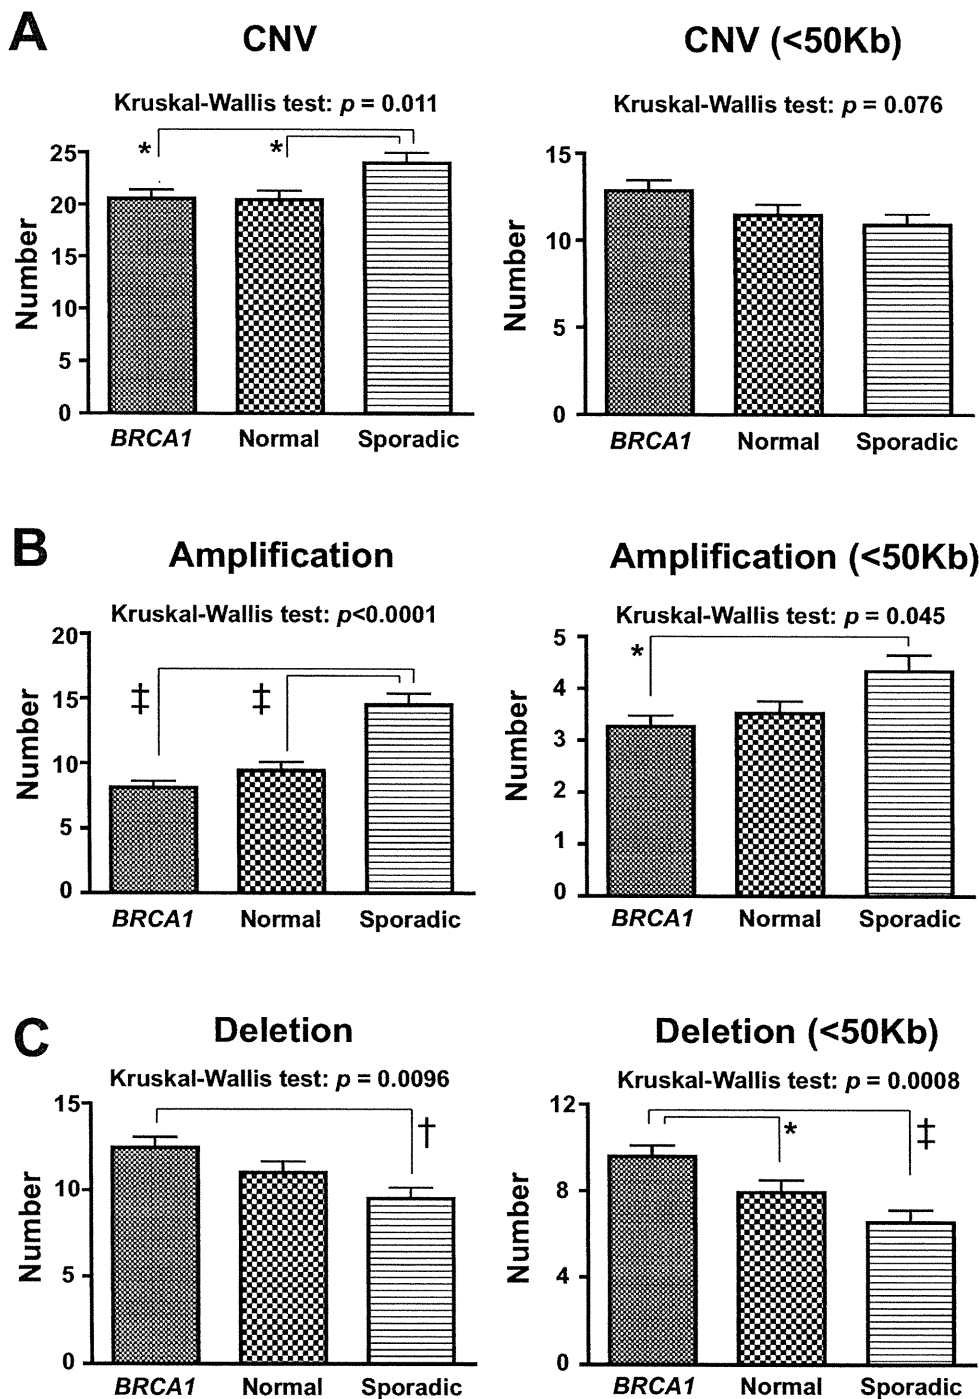 A
CNV
Kruskal-Wallis test: p = 0.011
* *
25
20
15
10
5
0
Number
BRCA1 Normal Sporadic
CNV (<50Kb)
Kruskal-Wallis test: p = 0.076
15
10
5
0
Number
BRCA1 Normal Sporadic
B
Amplification
Kruskal-Wallis test: p<0.0001
20
15
10
5
0
‡ ‡
Number
BRCA1 Normal Sporadic
Amplification (<50Kb)
Kruskal-Wallis test: p = 0.045
5
4
3
2
1
0
*
Number
BRCA1 Normal Sporadic
C
Deletion
Kruskal-Wallis test: p = 0.0096
15
10
5
0
†
Number
BRCA1 Normal Sporadic
Deletion (<50Kb)
Kruskal-Wallis test: p = 0.0008
12
8
4
0
* ‡
Number
BRCA1 Normal Sporadic